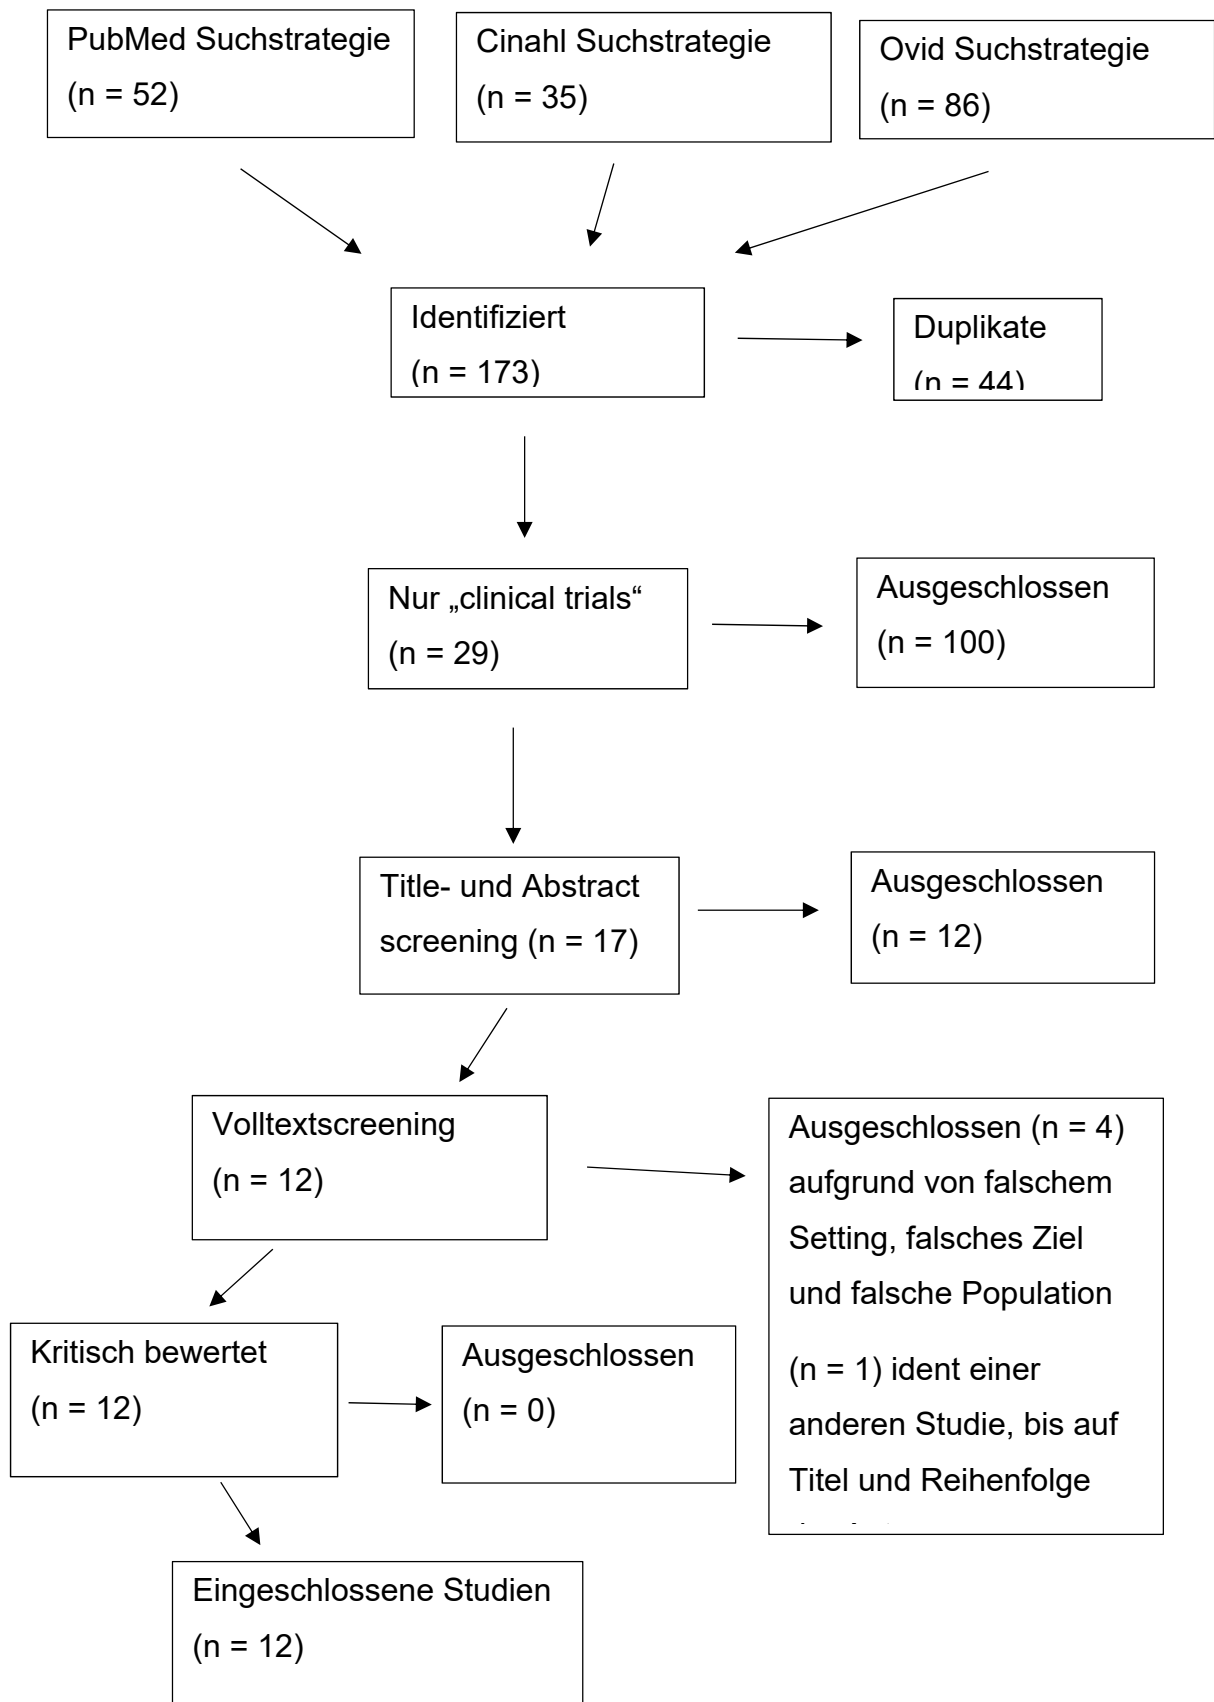 PubMed Suchstrategie
(n = 52)
Cinahl Suchstrategie
(n = 35)
Ovid Suchstrategie
(n = 86)
Identifiziert
(n = 173)
Duplikate
(n = 44)
Nur „clinical trials“
(n = 29)
Ausgeschlossen
(n = 100)
Title- und Abstract
screening (n = 17)
Ausgeschlossen
(n = 12)
Volltextscreening
(n = 12)
Ausgeschlossen (n = 4)
aufgrund von falschem
Setting, falsches Ziel
und falsche Population
(n = 1) ident einer
anderen Studie, bis auf
Titel und Reihenfolge
Kritisch bewertet
(n = 12)
Ausgeschlossen
(n = 0)
Eingeschlossene Studien
(n = 12)